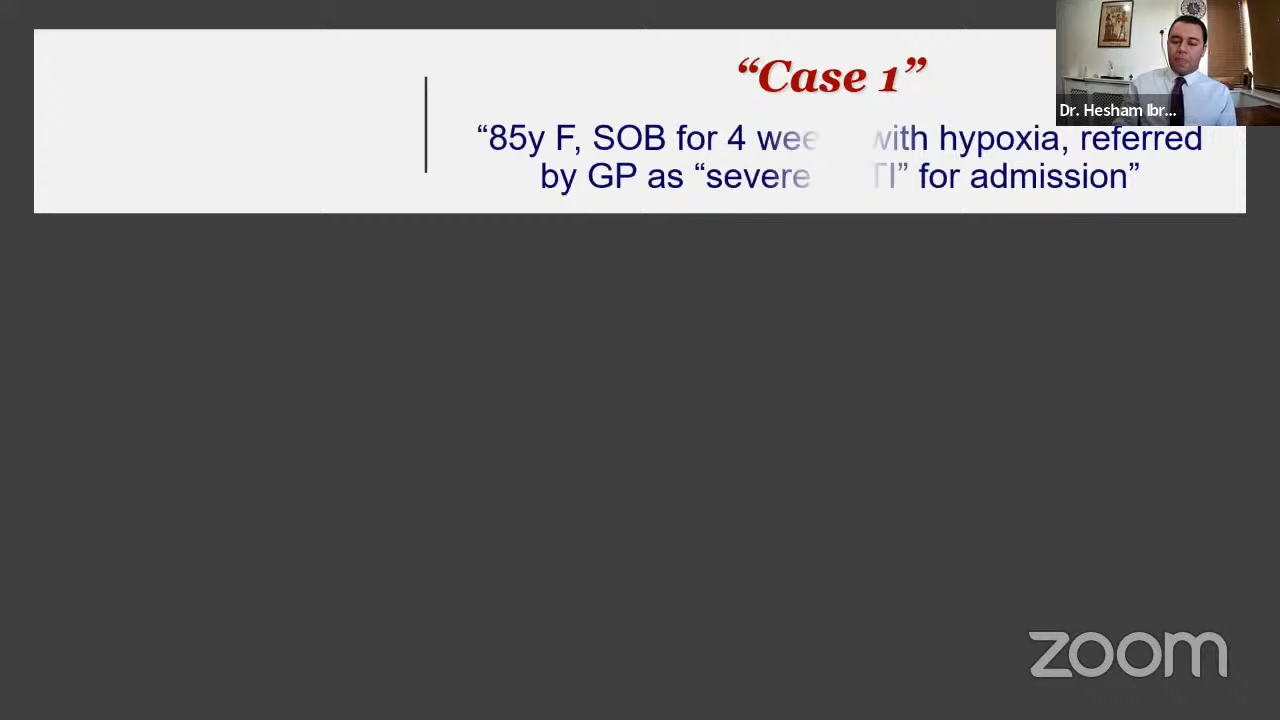 “Case 1”
“85y F, SOB for 4 wee with hypoxia, referred
by GP as “severe TI” for admission”
Dr. Hesham Ibr...
zoom